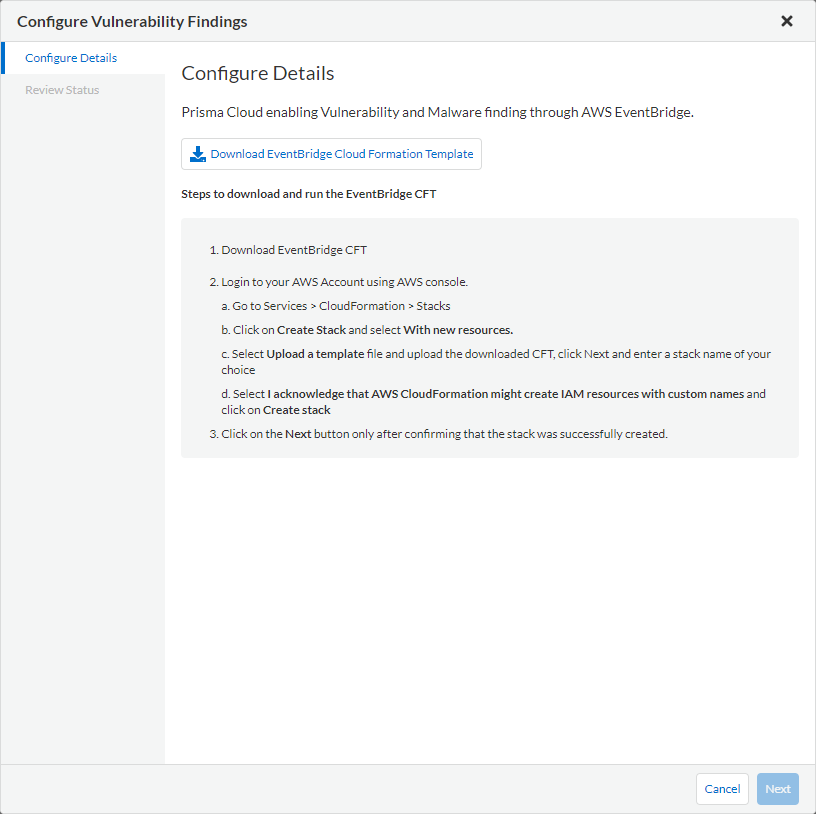 Configure Vulnerability Findings
Configure Details
Review Status
Configure Details
Prisma Cloud enabling Vulnerability and Malware finding through AWS EventBridge.
Download EventBridge Cloud Formation Template
Steps to download and run the EventBridge CFT
1. Download EventBridge CFT
2. Login to your AWS Account using AWS console.
a. Go to Services > CloudFormation > Stacks
b. Click on Create Stack and select With new resources.
c. Select Upload a template file and upload the downloaded CFT, click Next and enter a stack name of your
choice
d. Select I acknowledge that AWS CloudFormation might create IAM resources with custom names and
click on Create stack
3. Click on the Next button only after confirming that the stack was successfully created.
Cancel
Next